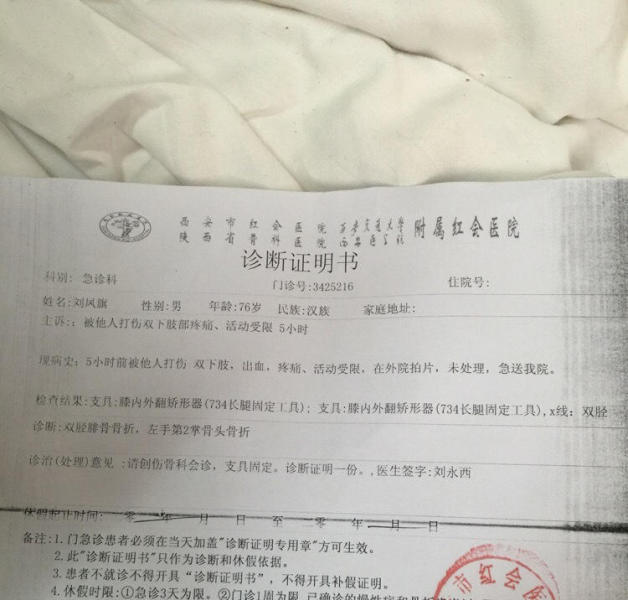 西安市红会医院 西安交通大学 附属红会医院
陕西省骨科医院 西安医学院
诊断证明书
科别: 急诊科 门诊号:3425216 住院号:
姓名:刘凤旗 性别:男 年龄:76岁 民族:汉族 家庭地址:
主诉:: 被他人打伤双下肢部疼痛、活动受限 5小时
现病史: 5小时前被他人打伤 双下肢，出血，疼痛、活动受限，在外院拍片，未处理，急送我院。
检查结果:支具:膝内外翻矫形器(734长腿固定工具); 支具:膝内外翻矫形器(734长腿固定工具),x线: 双胫
诊断:双胫腓骨骨折，左手第2掌骨头骨折
诊治(处理)意见 :请创伤骨科会诊，支具固定。诊断证明一份。,医生签字:刘永西
休假起止时间: 零 年 月 日 至 零 年 月 日
备注:1.门急诊患者必须在当天加盖"诊断证明专用章"方可生效。
2.此"诊断证明书"只作为诊断和休假依据。
3.患者不就诊不得开具"诊断证明书"，不得开具补假证明。
4.休假时限:①急诊3天为限。②门诊1周为限，已确诊的慢性病和
市红会医